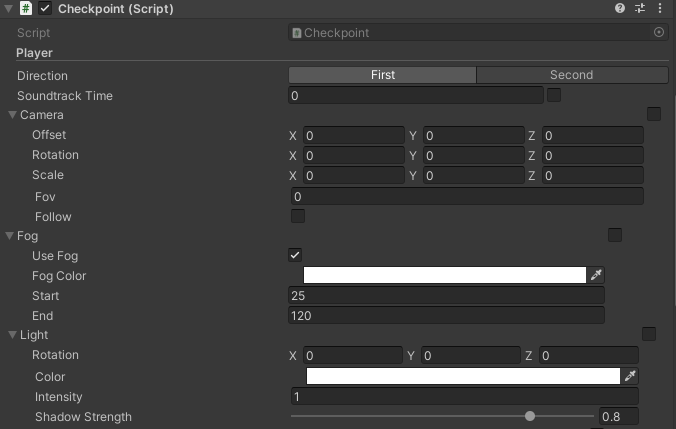 Checkpoint (Script)
Script Checkpoint
Player
Direction First Second
Soundtrack Time 0
Camera
Offset X 0 Y 0 Z 0
Rotation X 0 Y 0 Z 0
Scale X 0 Y 0 Z 0
Fov 0
Follow
Fog
Use Fog
Fog Color
Start 25
End 120
Light
Rotation X 0 Y 0 Z 0
Color
Intensity 1
Shadow Strength 0.8